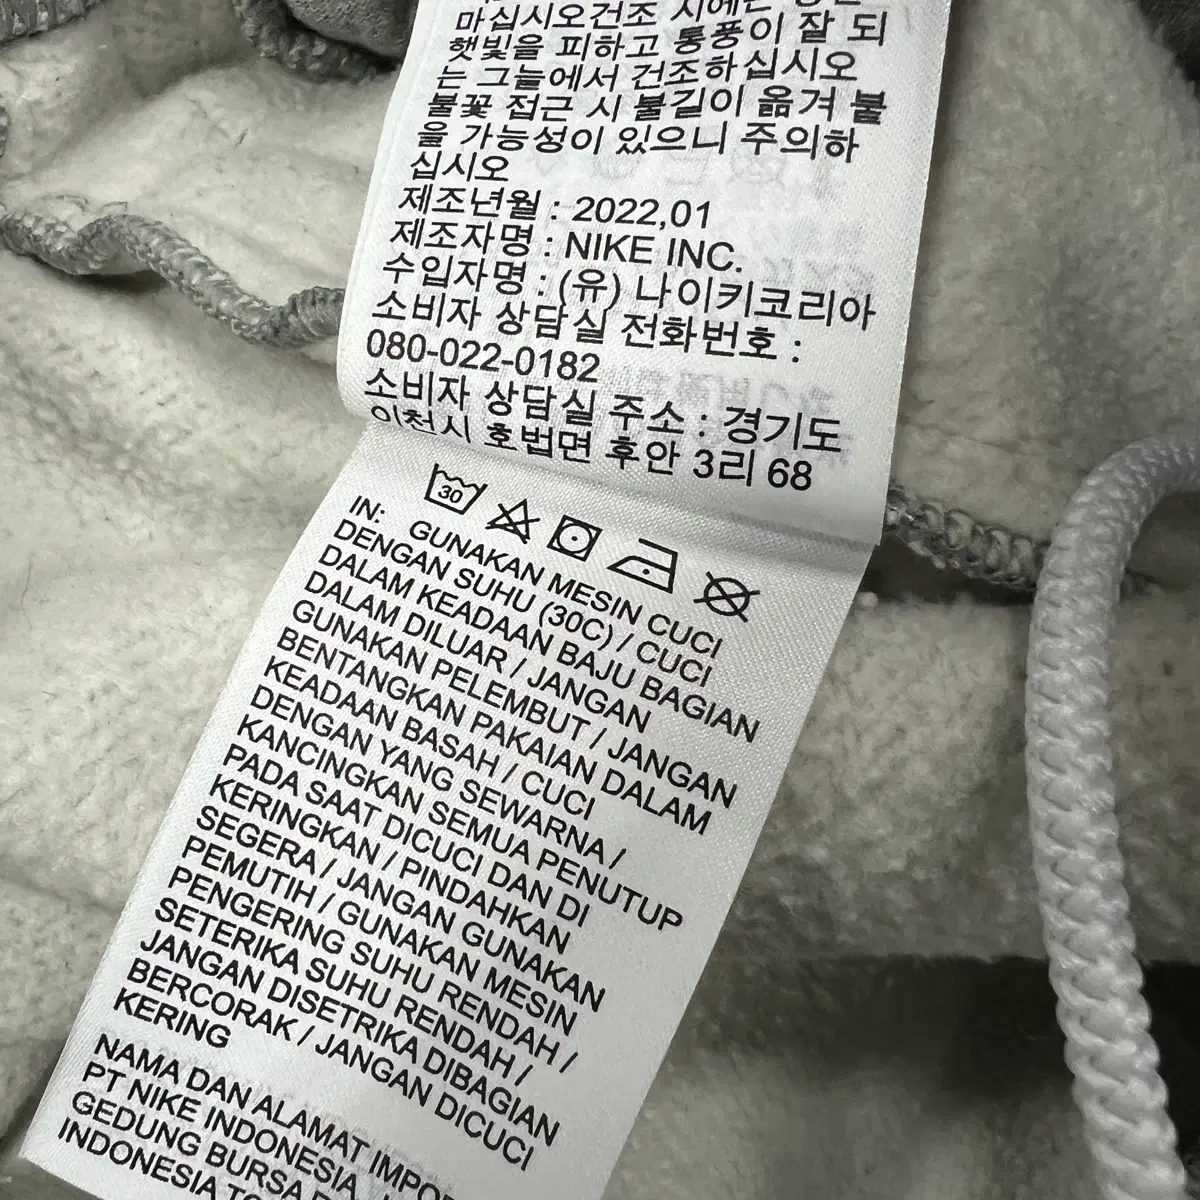 마십시오건조 시에는
햇빛을 피하고 통풍이 잘 되
는 그늘에서 건조하십시오
불꽃 접근 시 불길이 옮겨 붙
을 가능성이 있으니 주의하
십시오
제조년월 : 2022,01
제조자명 : NIKE INC.
수입자명 : (유) 나이키코리아
소비자 상담실 전화번호 :
080-022-0182
소비자 상담실 주소 : 경기도
이천시 호법면 후안 3리 68
30
IN: GUNAKAN MESIN CUCI
DENGAN SUHU (30C) / CUCI
DALAM KEADAAN BAJU BAGIAN
DALAM DILUAR / JANGAN
GUNAKAN PELEMBUT / JANGAN
BENTANGKAN PAKAIAN DALAM
KEADAAN BASAH / CUCI
DENGAN YANG SEWARNA /
KANCINGKAN SEMUA PENUTUP
PADA SAAT DICUCI DAN DI
KERINGKAN / PINDAHKAN
SEGERA / JANGAN GUNAKAN
PEMUTIH / GUNAKAN MESIN
PENGERING SUHU RENDAH /
SETERIKA SUHU RENDAH /
JANGAN DISETRIKA DIBAGIAN
BERCORAK / JANGAN DICUCI
KERING
NAMA DAN ALAMAT
PT NIKE INDONESIA
GEDUNG BURSA
INDONESIA